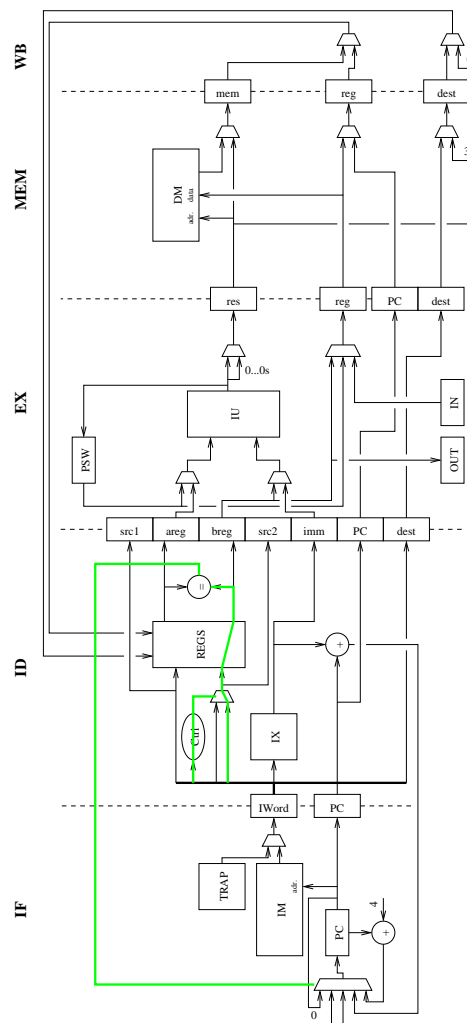 WB
mem
reg
dest
MEM
DM
adr.
data
res
reg
PC
dest
EX
0...0s
PSW
IU
IN
OUT
src1
areg
breg
src2
imm
PC
dest
ID
=
REGS
Ctrl
IX
+
IWord
PC
IF
TRAP
IM
adr.
PC
4
+
0